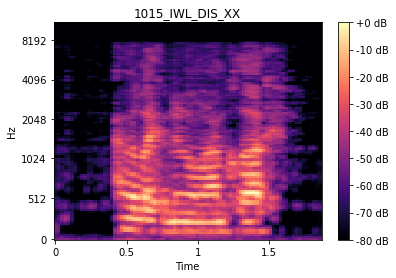 1015_IWL_DIS_XX
+0 dB
8192
-10 dB
4096
-20 dB
-30 dB
2048
Hz
-40 dB
1024
-50 dB
512
-60 dB
-70 dB
0
-80 dB
0
0.5
1
1.5
Time